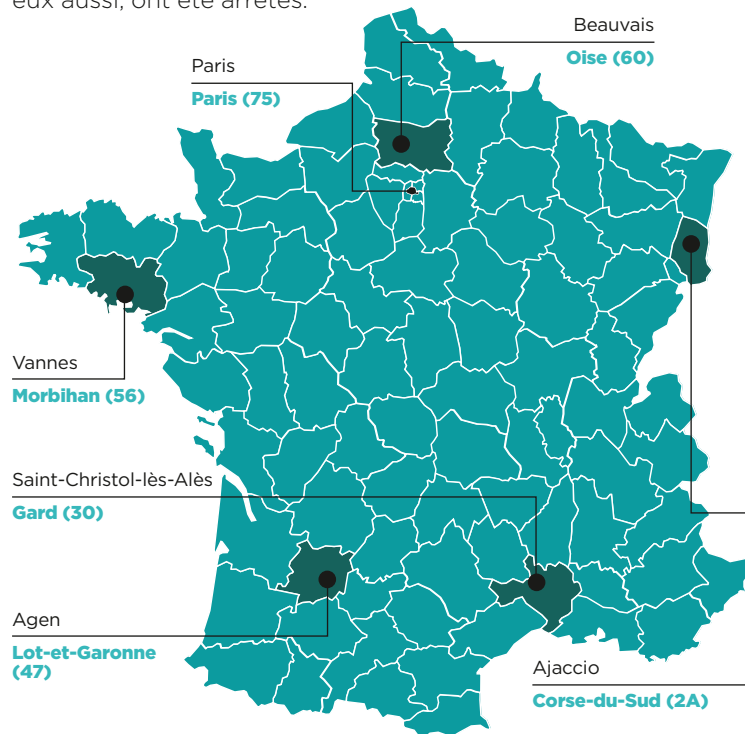 eux aussi, ont été arrêtés.
Beauvais
Oise (60)
Paris
Paris (75)
Vannes
Morbihan (56)
Saint-Christol-lès-Alès
Gard (30)
Agen
Lot-et-Garonne
(47)
Ajaccio
Corse-du-Sud (2A)